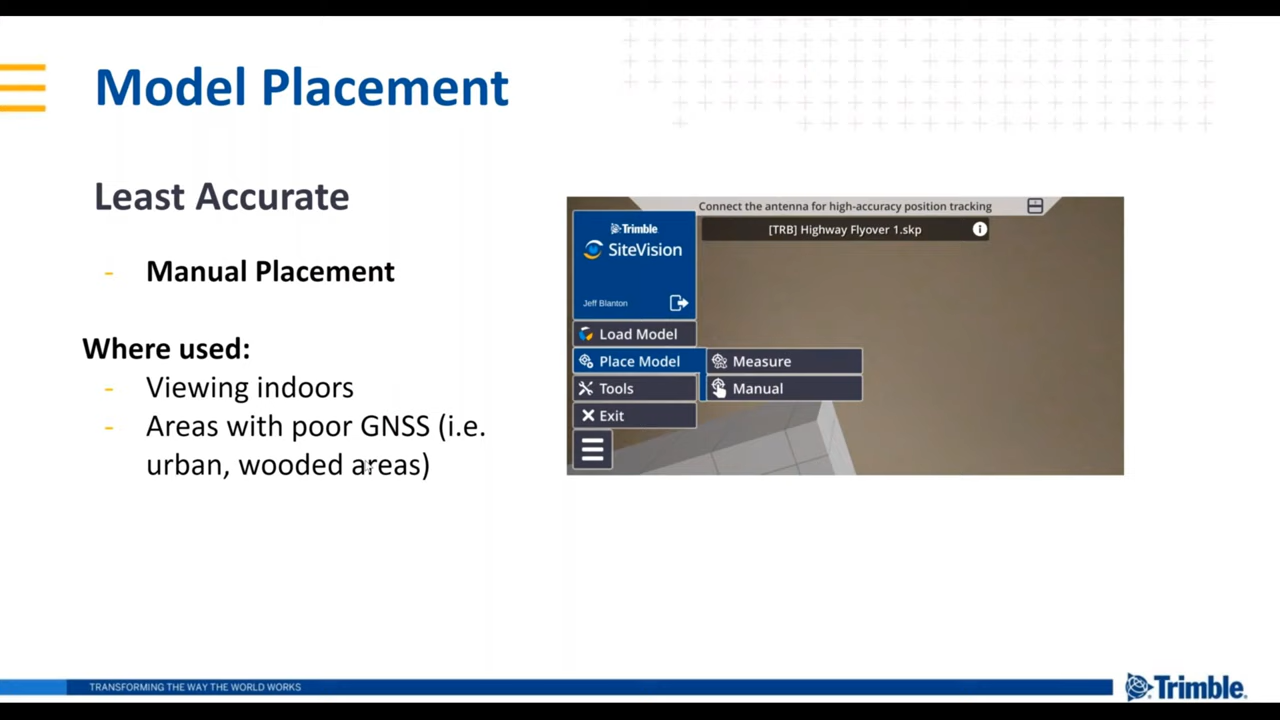 Model Placement
Least Accurate
- Manual Placement
Where used:
- Viewing indoors
- Areas with poor GNSS (i.e.
urban, wooded areas)
Connect the antenna for high-accuracy position tracking
[TRB] Highway Flyover 1.skp
i
Trimble
SiteVision
Jeff Blanton
Load Model
Place Model
Measure
Tools
Manual
Exit
TRANSFORMING THE WAY THE WORLD WORKS
Trimble.